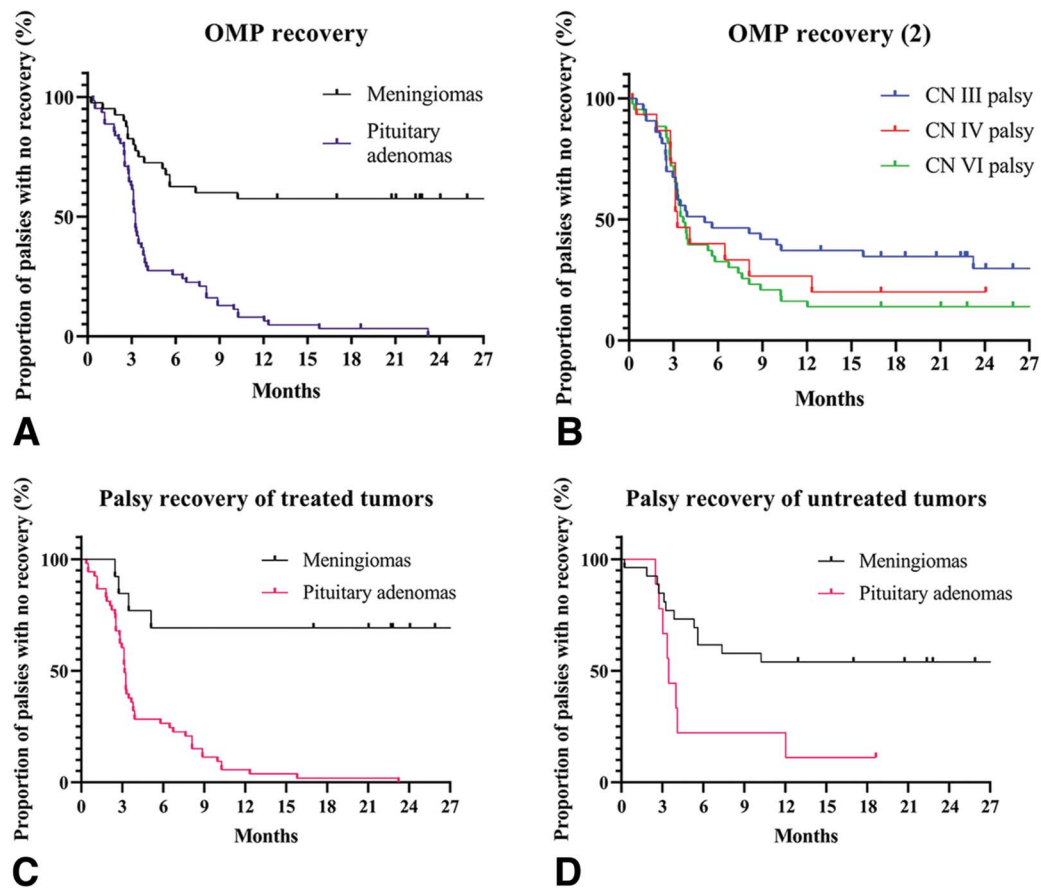 OMP recovery
Proportion of palsies with no recovery (%)
100
50
0
Meningiomas
Pituitary
adenomas
0 3 6 9 12 15 18 21 24 27
Months
A
OMP recovery (2)
Proportion of palsies with no recovery (%)
100
50
0
CN III palsy
CN IV palsy
CN VI palsy
0 3 6 9 12 15 18 21 24 27
Months
B
Palsy recovery of treated tumors
Proportion of palsies with no recovery (%)
100
50
0
Meningiomas
Pituitary adenomas
0 3 6 9 12 15 18 21 24 27
Months
C
Palsy recovery of untreated tumors
Proportion of palsies with no recovery (%)
100
50
0
Meningiomas
Pituitary adenomas
0 3 6 9 12 15 18 21 24 27
Months
D